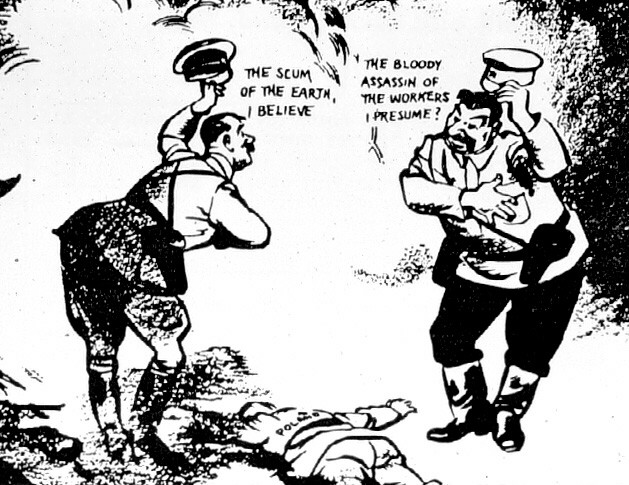 THE SCUM
OF THE EARTH,
I BELIEVE
THE BLOODY
ASSASSIN OF
THE WORKERS
I PRESUME?
POLAND